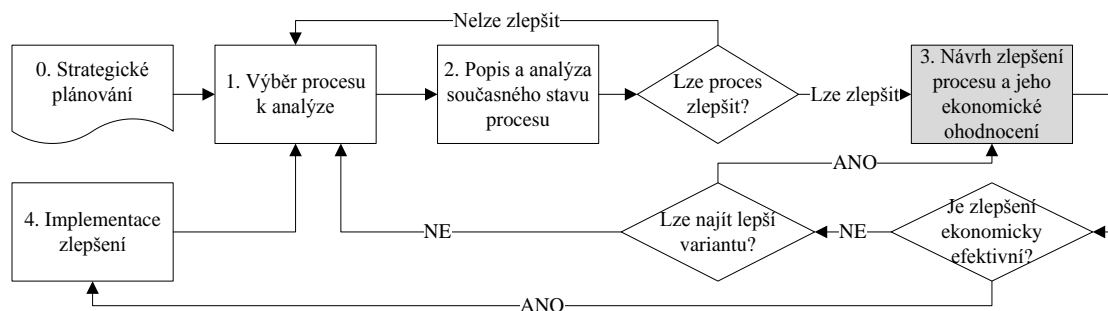 Nelze zlepšit
0. Strategické
plánování
1. Výběr procesu
k analýze
2. Popis a analýza
současného stavu
procesu
Lze proces
zlepšit?
Lze zlepšit
3. Návrh zlepšení
procesu a jeho
ekonomické
ohodnocení
ANO
4. Implementace
zlepšení
NE
Lze najít lepší
variantu?
NE
Je zlepšení
ekonomicky
efektivní?
ANO